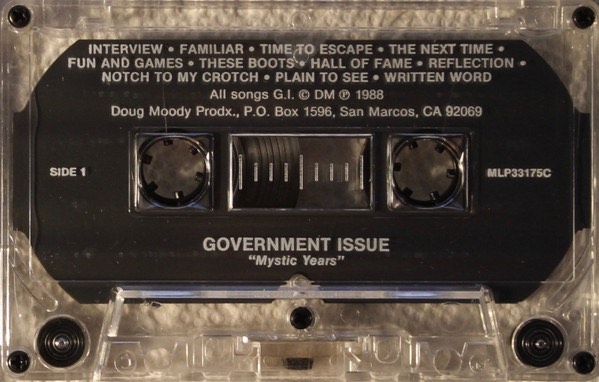 INTERVIEW • FAMILIAR • TIME TO ESCAPE • THE NEXT TIME •
FUN AND GAMES • THESE BOOTS • HALL OF FAME • REFLECTION •
NOTCH TO MY CROTCH • PLAIN TO SEE • WRITTEN WORD
All songs G.I. © DM ℗ 1988
Doug Moody Prodx., P.O. Box 1596, San Marcos, CA 92069
SIDE 1
MLP33175C
GOVERNMENT ISSUE
"Mystic Years"